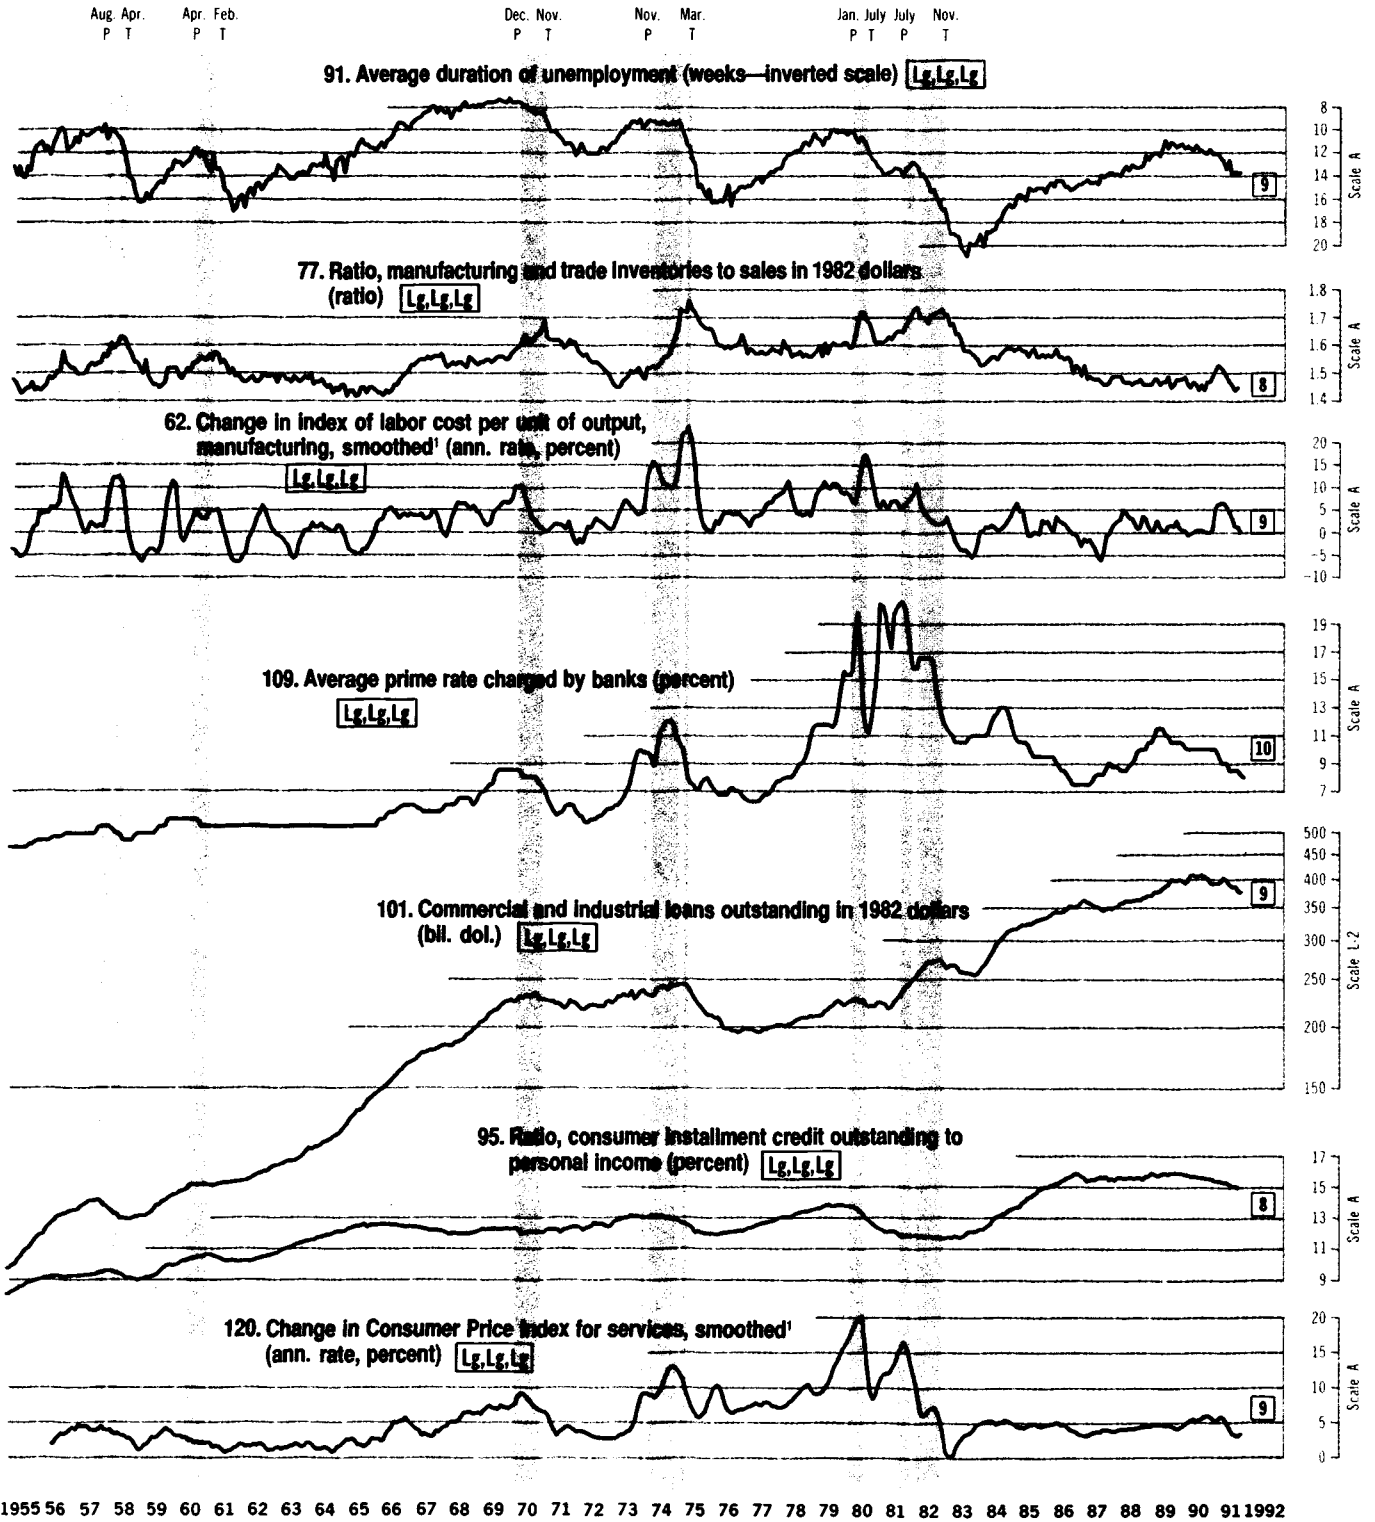 Aug. Apr. Apr. Feb. Dec. Nov. Nov. Mar. Jan. July July Nov.
P T P T P T P T P T P T
91. Average duration of unemployment (weeks—inverted scale) Lg,Lg,Lg
8
10
12
14
16
18
20
Scale A
9
77. Ratio, manufacturing and trade inventories to sales in 1982 dollars
(ratio) Lg,Lg,Lg
1.8
1.7
1.6
1.5
1.4
Scale A
8
62. Change in index of labor cost per unit of output,
manufacturing, smoothed¹ (ann. rate, percent)
Lg,Lg,Lg
20
15
10
5
0
-5
-10
Scale A
9
109. Average prime rate charged by banks (percent)
Lg,Lg,Lg
19
17
15
13
11
9
7
Scale A
10
101. Commercial and industrial loans outstanding in 1982 dollars
(bil. dol.) Lg,Lg,Lg
500
450
400
350
300
250
200
150
Scale L-2
9
95. Ratio, consumer installment credit outstanding to
personal income (percent) Lg,Lg,Lg
17
15
13
11
9
Scale A
8
120. Change in Consumer Price Index for services, smoothed¹
(ann. rate, percent) Lg,Lg,Lg
20
15
10
5
0
Scale A
9
1955 56 57 58 59 60 61 62 63 64 65 66 67 68 69 70 71 72 73 74 75 76 77 78 79 80 81 82 83 84 85 86 87 88 89 90 91 1992